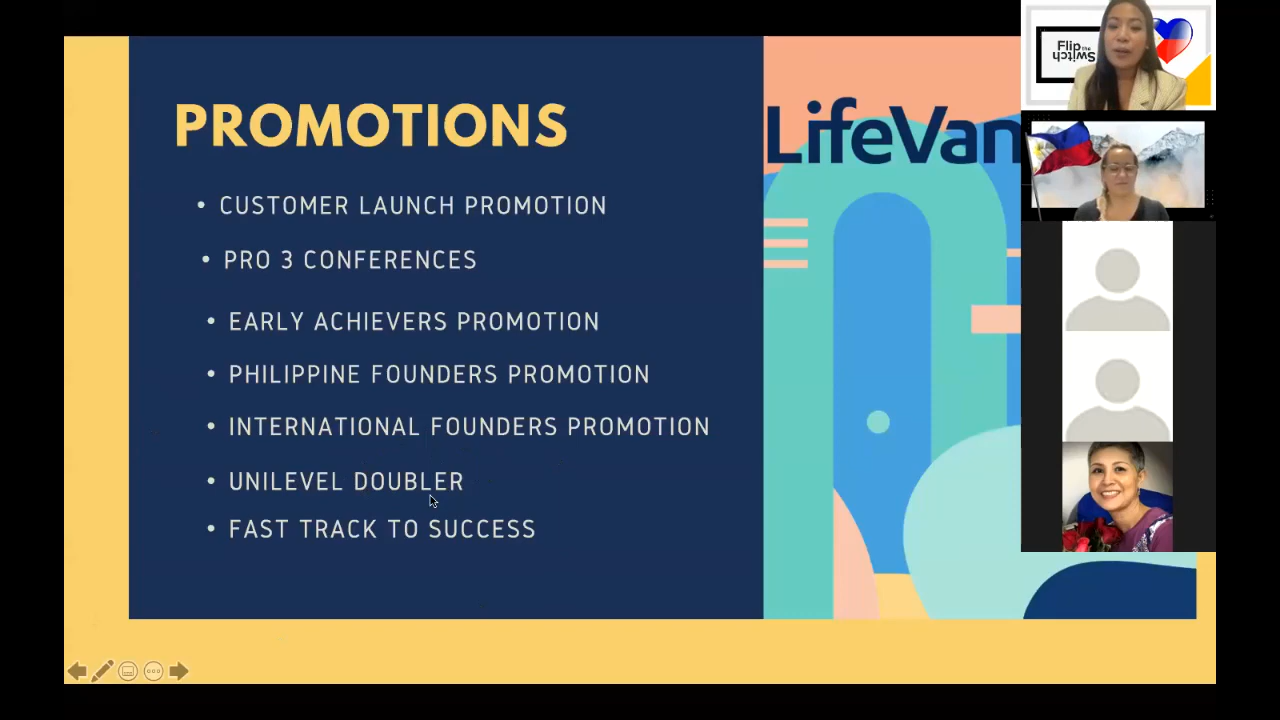 PROMOTIONS
• CUSTOMER LAUNCH PROMOTION
• PRO 3 CONFERENCES
• EARLY ACHIEVERS PROMOTION
• PHILIPPINE FOUNDERS PROMOTION
• INTERNATIONAL FOUNDERS PROMOTION
• UNILEVEL DOUBLER
• FAST TRACK TO SUCCESS
LifeVan
Flip the
Switch